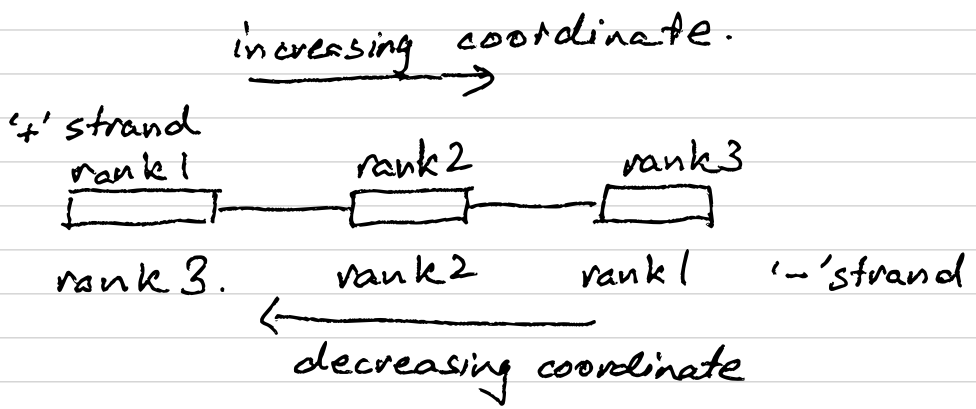 increasing coordinate.
'+' strand
rank 1 rank 2 rank 3
rank 3. rank 2 rank 1 '-' strand
decreasing coordinate